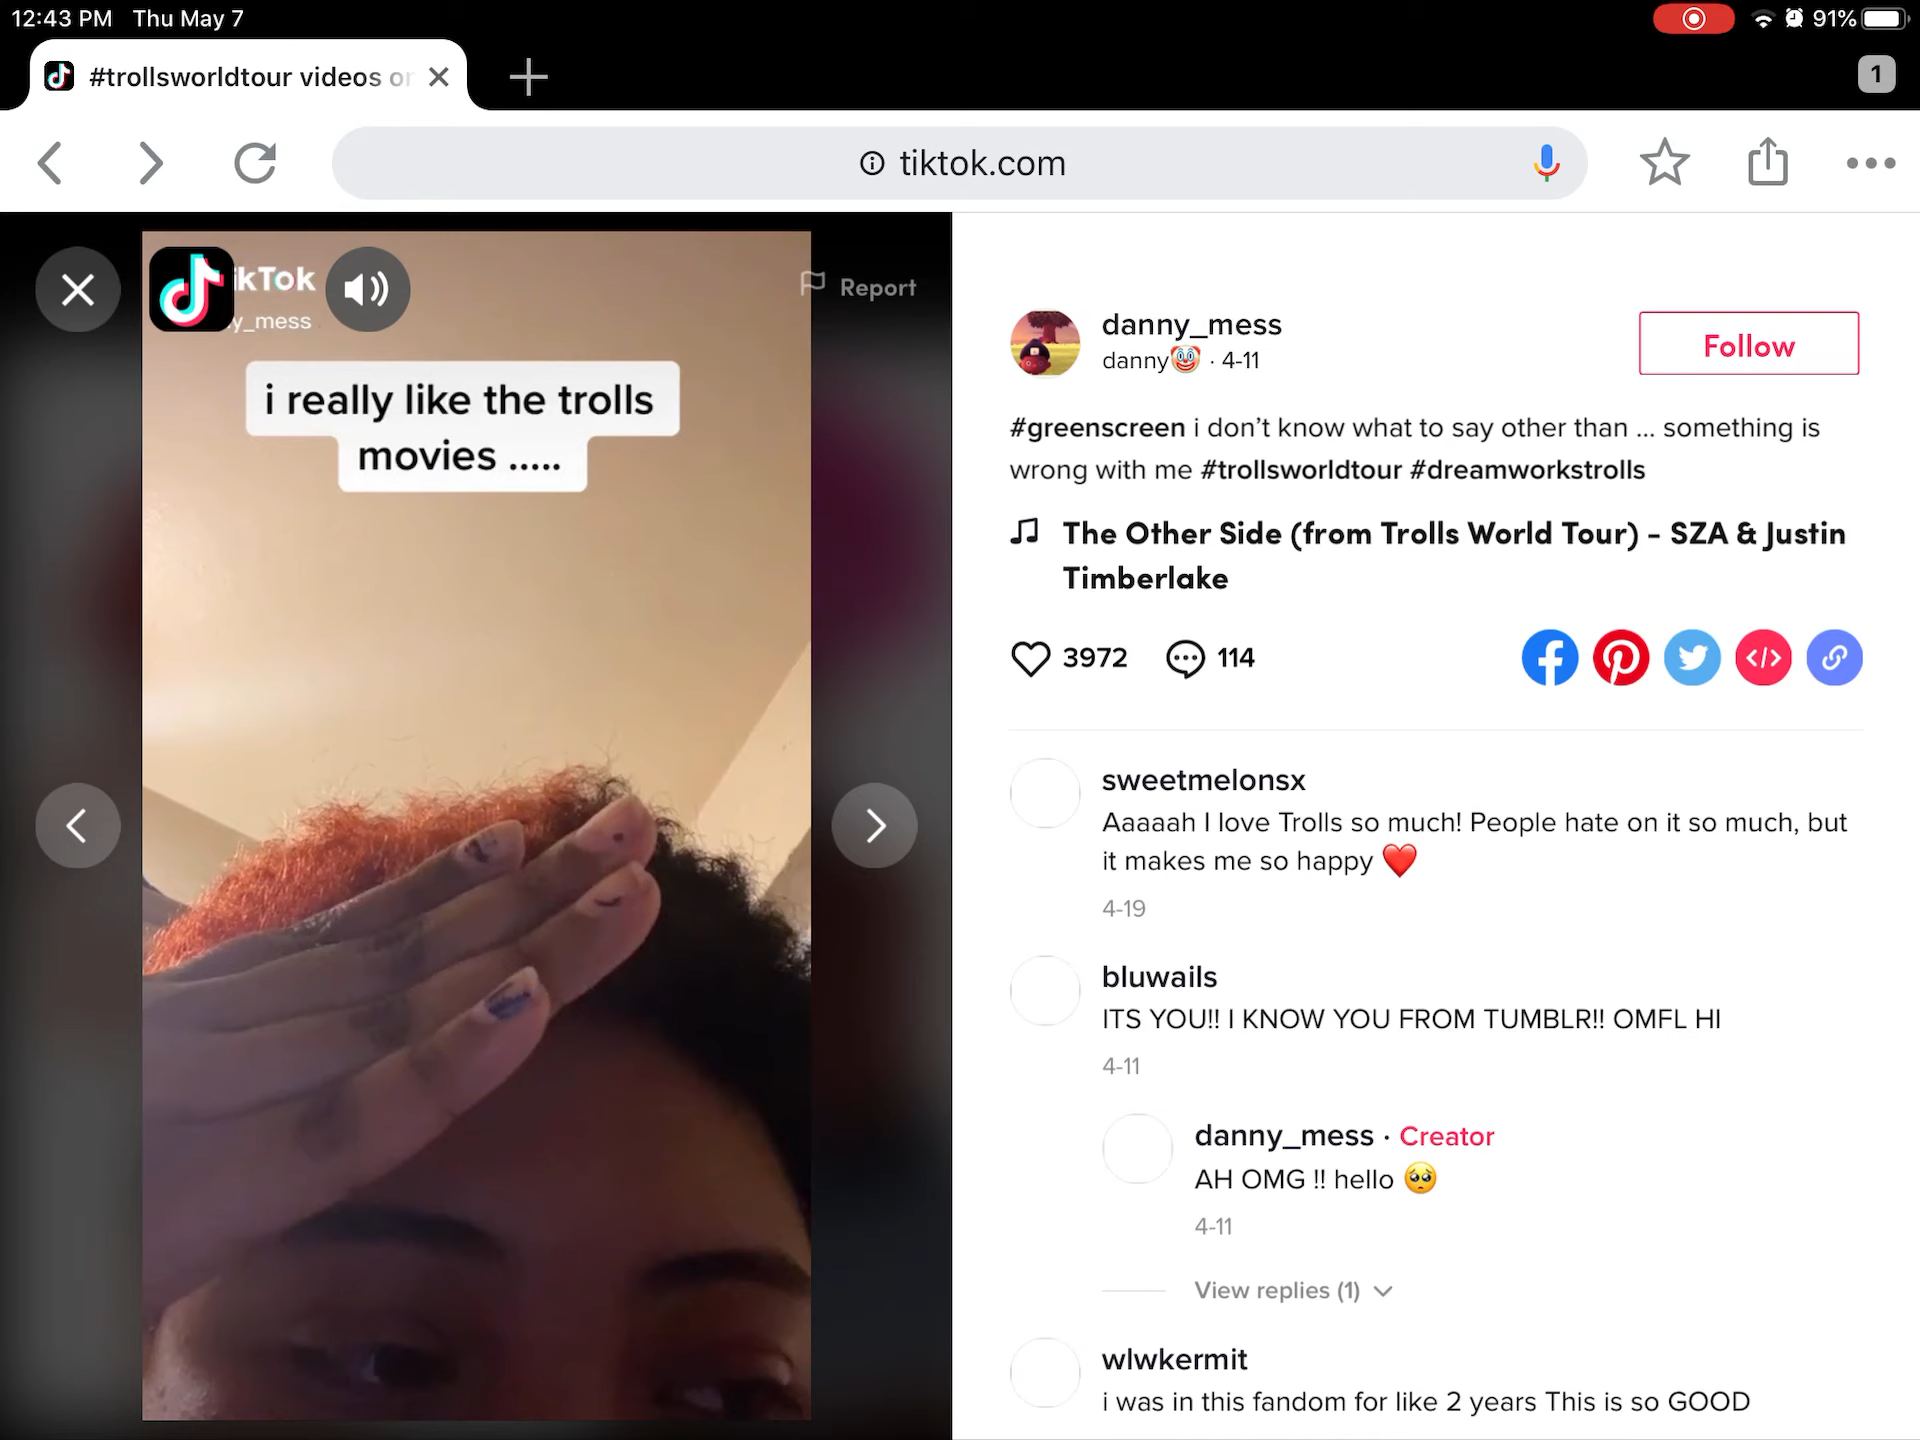 12:43 PM Thu May 7
91%
#trollsworldtour videos or
1
tiktok.com
ikTok
y_mess
Report
i really like the trolls
movies .....
danny_mess
danny🤡 · 4-11
Follow
#greenscreen i don’t know what to say other than ... something is
wrong with me #trollsworldtour #dreamworkstrolls
The Other Side (from Trolls World Tour) - SZA & Justin
Timberlake
3972 114
sweetmelonsx
Aaaaah I love Trolls so much! People hate on it so much, but
it makes me so happy ❤️
4-19
bluwails
ITS YOU!! I KNOW YOU FROM TUMBLR!! OMFL HI
4-11
danny_mess · Creator
AH OMG !! hello 🥺
4-11
View replies (1)
wlwkermit
i was in this fandom for like 2 years This is so GOOD